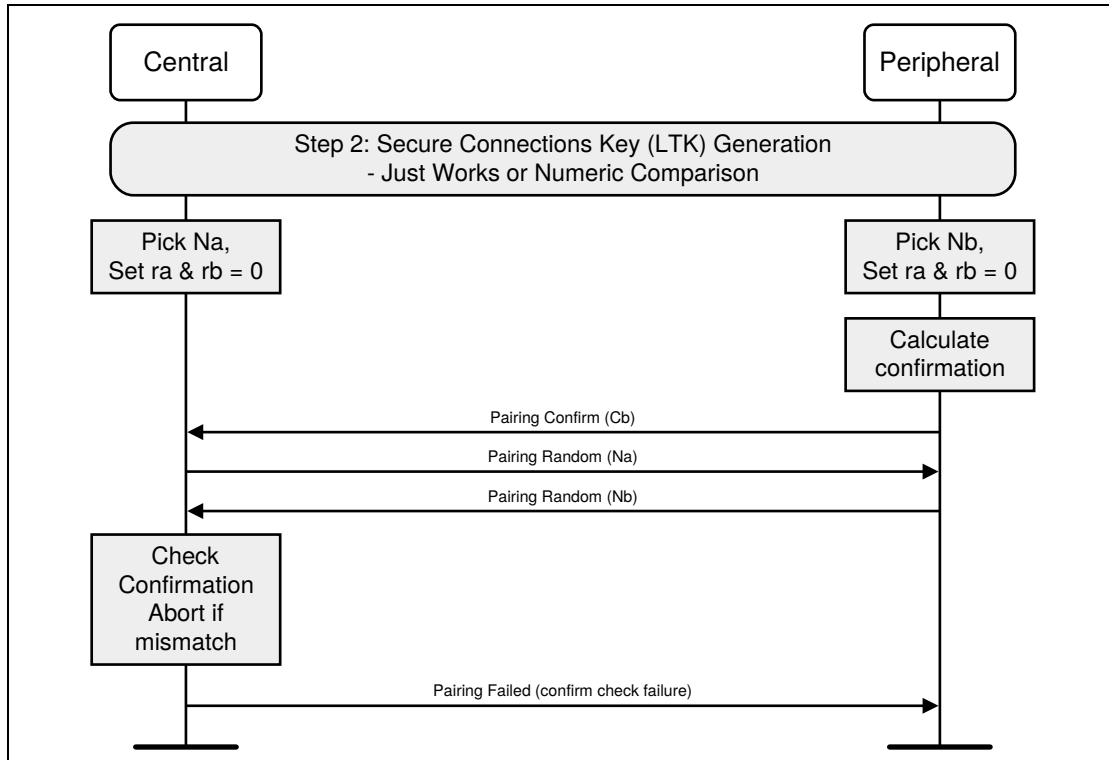 Central
Peripheral
Step 2: Secure Connections Key (LTK) Generation
- Just Works or Numeric Comparison
Pick Na,
Set ra & rb = 0
Pick Nb,
Set ra & rb = 0
Calculate
confirmation
Pairing Confirm (Cb)
Pairing Random (Na)
Pairing Random (Nb)
Check
Confirmation
Abort if
mismatch
Pairing Failed (confirm check failure)